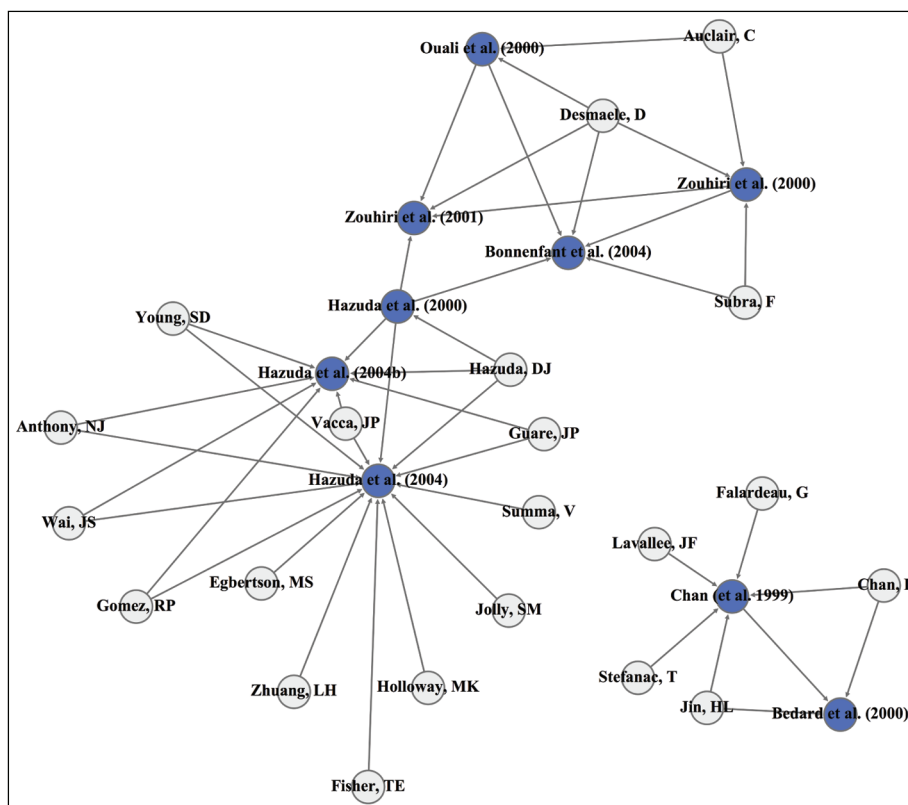 Auclair, C
Ouali et al. (2000)
Desmaele, D
Zouhiri et al. (2000)
Zouhiri et al. (2001)
Bonnenfant et al. (2004)
Subra, F
Hazuda et al. (2000)
Young, SD
Hazuda et al. (2004b)
Hazuda, DJ
Vacca, JP
Anthony, NJ
Guare, JP
Hazuda et al. (2004)
Falardeau, G
Summa, V
Wai, JS
Lavallee, JF
Egbertson, MS
Chan,
Chan (et al. 1999)
Gomez, RP
Jolly, SM
Stefanac, T
Zhuang, LH
Holloway, MK
Jin, HL
Bedard et al. (2000)
Fisher, TE